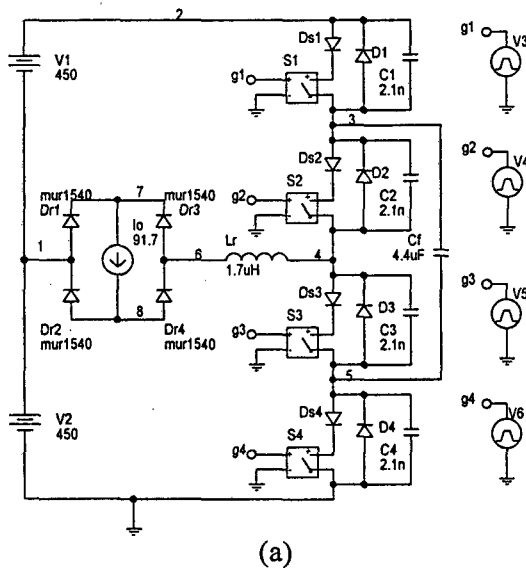 2
V1
450
Ds1
D1
C1
2.1n
S1
g1
g1
V3
3
Ds2
D2
C2
2.1n
S2
g2
g2
V4
mur1540
Dr1
7
mur1540
Dr3
Io
91.7
1
6
Lr
1.7uH
4
Cf
4.4uF
8
Dr2
mur1540
Dr4
mur1540
Ds3
D3
C3
2.1n
S3
g3
g3
V5
5
V2
450
Ds4
D4
C4
2.1n
S4
g4
g4
V6
(a)